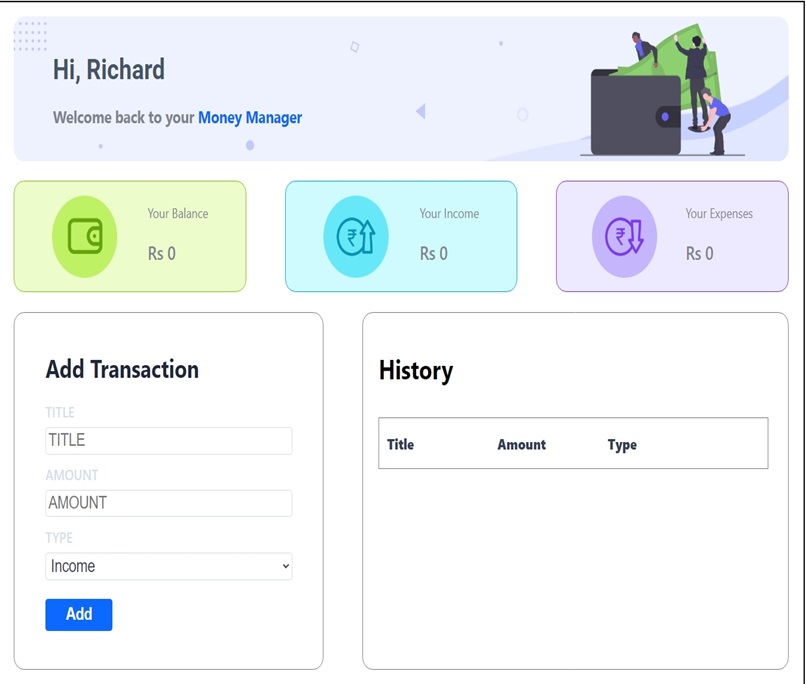 Hi, Richard
Welcome back to your Money Manager
Your Balance
Rs 0
Your Income
₹
Rs 0
Your Expenses
₹
Rs 0
Add Transaction
TITLE
TITLE
AMOUNT
AMOUNT
TYPE
Income
Add
History
Title Amount Type